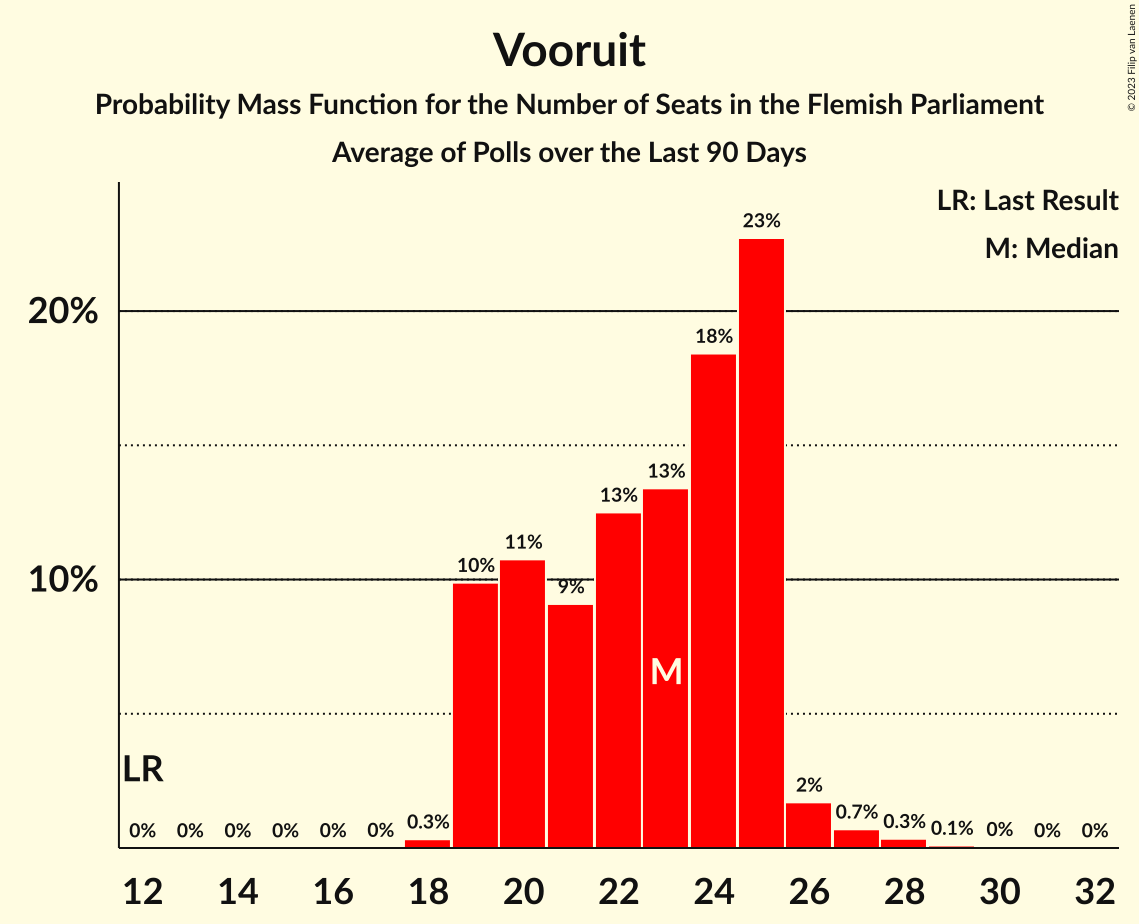 Vooruit
Probability Mass Function for the Number of Seats in the Flemish Parliament
Average of Polls over the Last 90 Days
© 2023 Filip van Laenen
LR: Last Result
M: Median
20%
10%
LR
M
0%
0%
0%
0%
0%
0%
0.3%
10%
11%
9%
13%
13%
18%
23%
2%
0.7%
0.3%
0.1%
0%
0%
0%
12 14 16 18 20 22 24 26 28 30 32